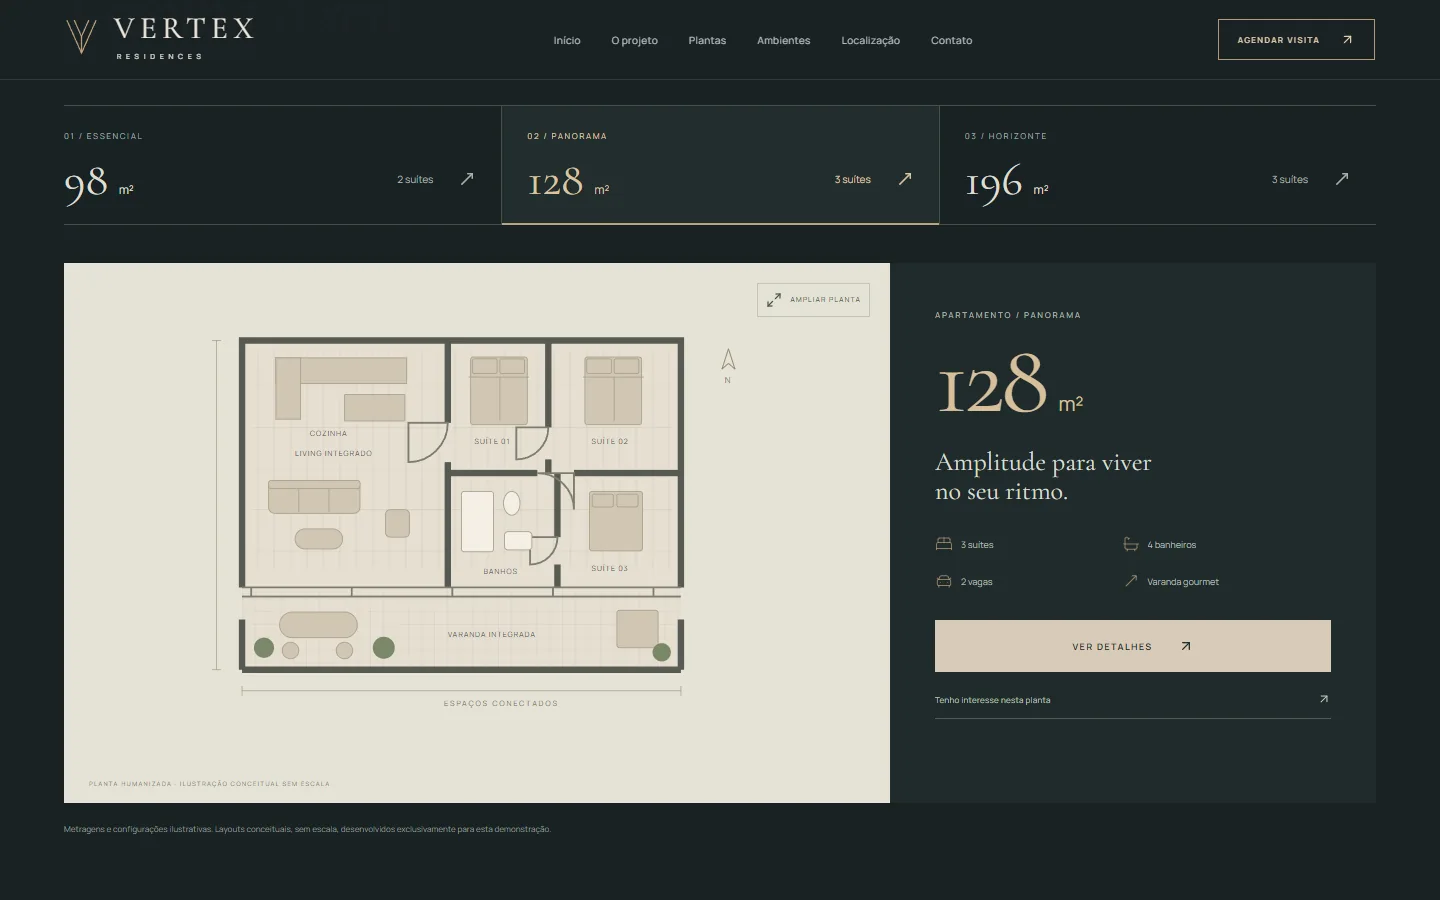 VERTEX
RESIDENCES
Início
O projeto
Plantas
Ambientes
Localização
Contato
AGENDAR VISITA
01 / ESSENCIAL
98 m²
2 suítes
02 / PANORAMA
128 m²
3 suítes
03 / HORIZONTE
196 m²
3 suítes
AMPLIAR PLANTA
N
COZINHA
LIVING INTEGRADO
SUÍTE 01
SUÍTE 02
BANHOS
SUÍTE 03
VARANDA INTEGRADA
ESPAÇOS CONECTADOS
PLANTA HUMANIZADA · ILUSTRAÇÃO CONCEITUAL SEM ESCALA
APARTAMENTO / PANORAMA
128 m²
Amplitude para viver
no seu ritmo.
3 suítes
4 banheiros
2 vagas
Varanda gourmet
VER DETALHES
Tenho interesse nesta planta
Metragens e configurações ilustrativas. Layouts conceituais, sem escala, desenvolvidos exclusivamente para esta demonstração.